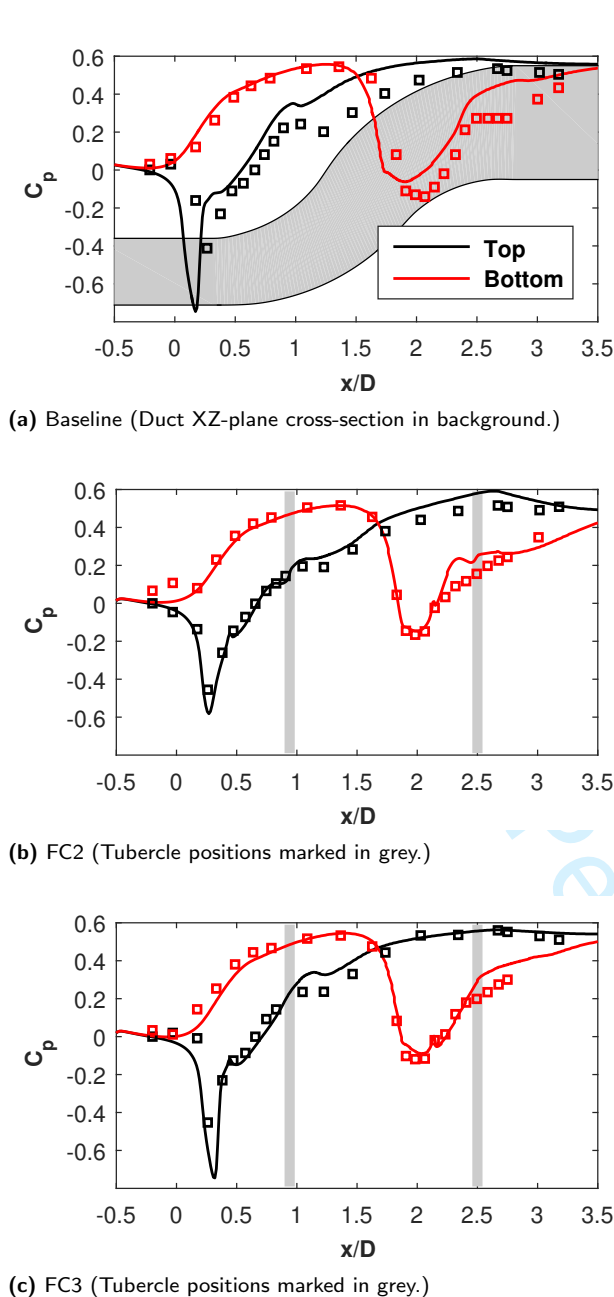 0.6
0.4
0.2
0
-0.2
-0.4
-0.6
C_p
Top
Bottom
-0.5 0 0.5 1 1.5 2 2.5 3 3.5
x/D
(a) Baseline (Duct XZ-plane cross-section in background.)
0.6
0.4
0.2
0
-0.2
-0.4
-0.6
C_p
-0.5 0 0.5 1 1.5 2 2.5 3 3.5
x/D
(b) FC2 (Tubercle positions marked in grey.)
0.6
0.4
0.2
0
-0.2
-0.4
-0.6
C_p
-0.5 0 0.5 1 1.5 2 2.5 3 3.5
x/D
(c) FC3 (Tubercle positions marked in grey.)